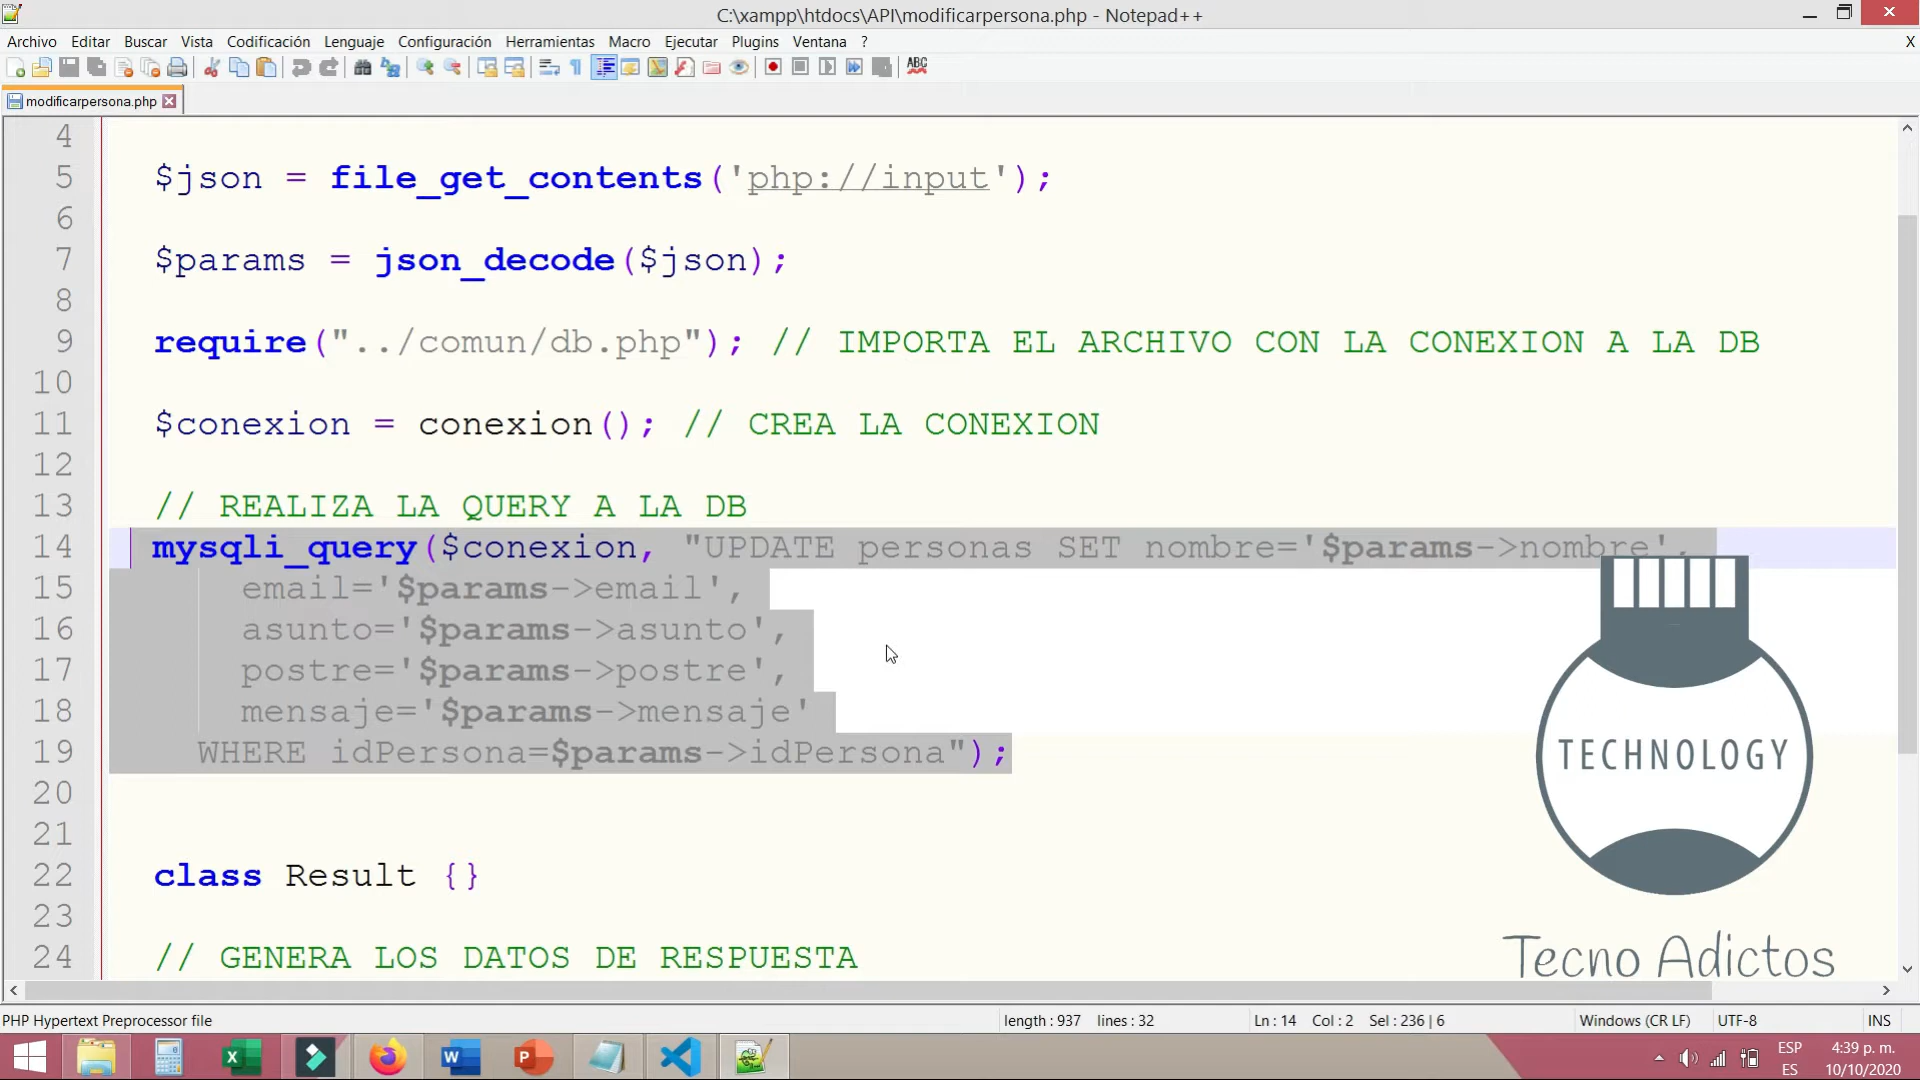 C:\xampp\htdocs\API\modificarpersona.php - Notepad++
Archivo Editar Buscar Vista Codificación Lenguaje Configuración Herramientas Macro Ejecutar Plugins Ventana ? X
ABC
modificarpersona.php
4
5 $json = file_get_contents('php://input');
6
7 $params = json_decode($json);
8
9 require("../comun/db.php"); // IMPORTA EL ARCHIVO CON LA CONEXION A LA DB
10
11 $conexion = conexion(); // CREA LA CONEXION
12
13 // REALIZA LA QUERY A LA DB
14 mysqli_query($conexion, "UPDATE personas SET nombre='$params->nombre',
15 email='$params->email',
16 asunto='$params->asunto',
17 postre='$params->postre',
18 mensaje='$params->mensaje'
19 WHERE idPersona=$params->idPersona");
20
21
22 class Result {}
23
24 // GENERA LOS DATOS DE RESPUESTA
TECHNOLOGY
Tecno Adictos
PHP Hypertext Preprocessor file length : 937 lines : 32 Ln : 14 Col : 2 Sel : 236 | 6 Windows (CR LF) UTF-8 INS
ESP 4:39 p. m.
ES 10/10/2020